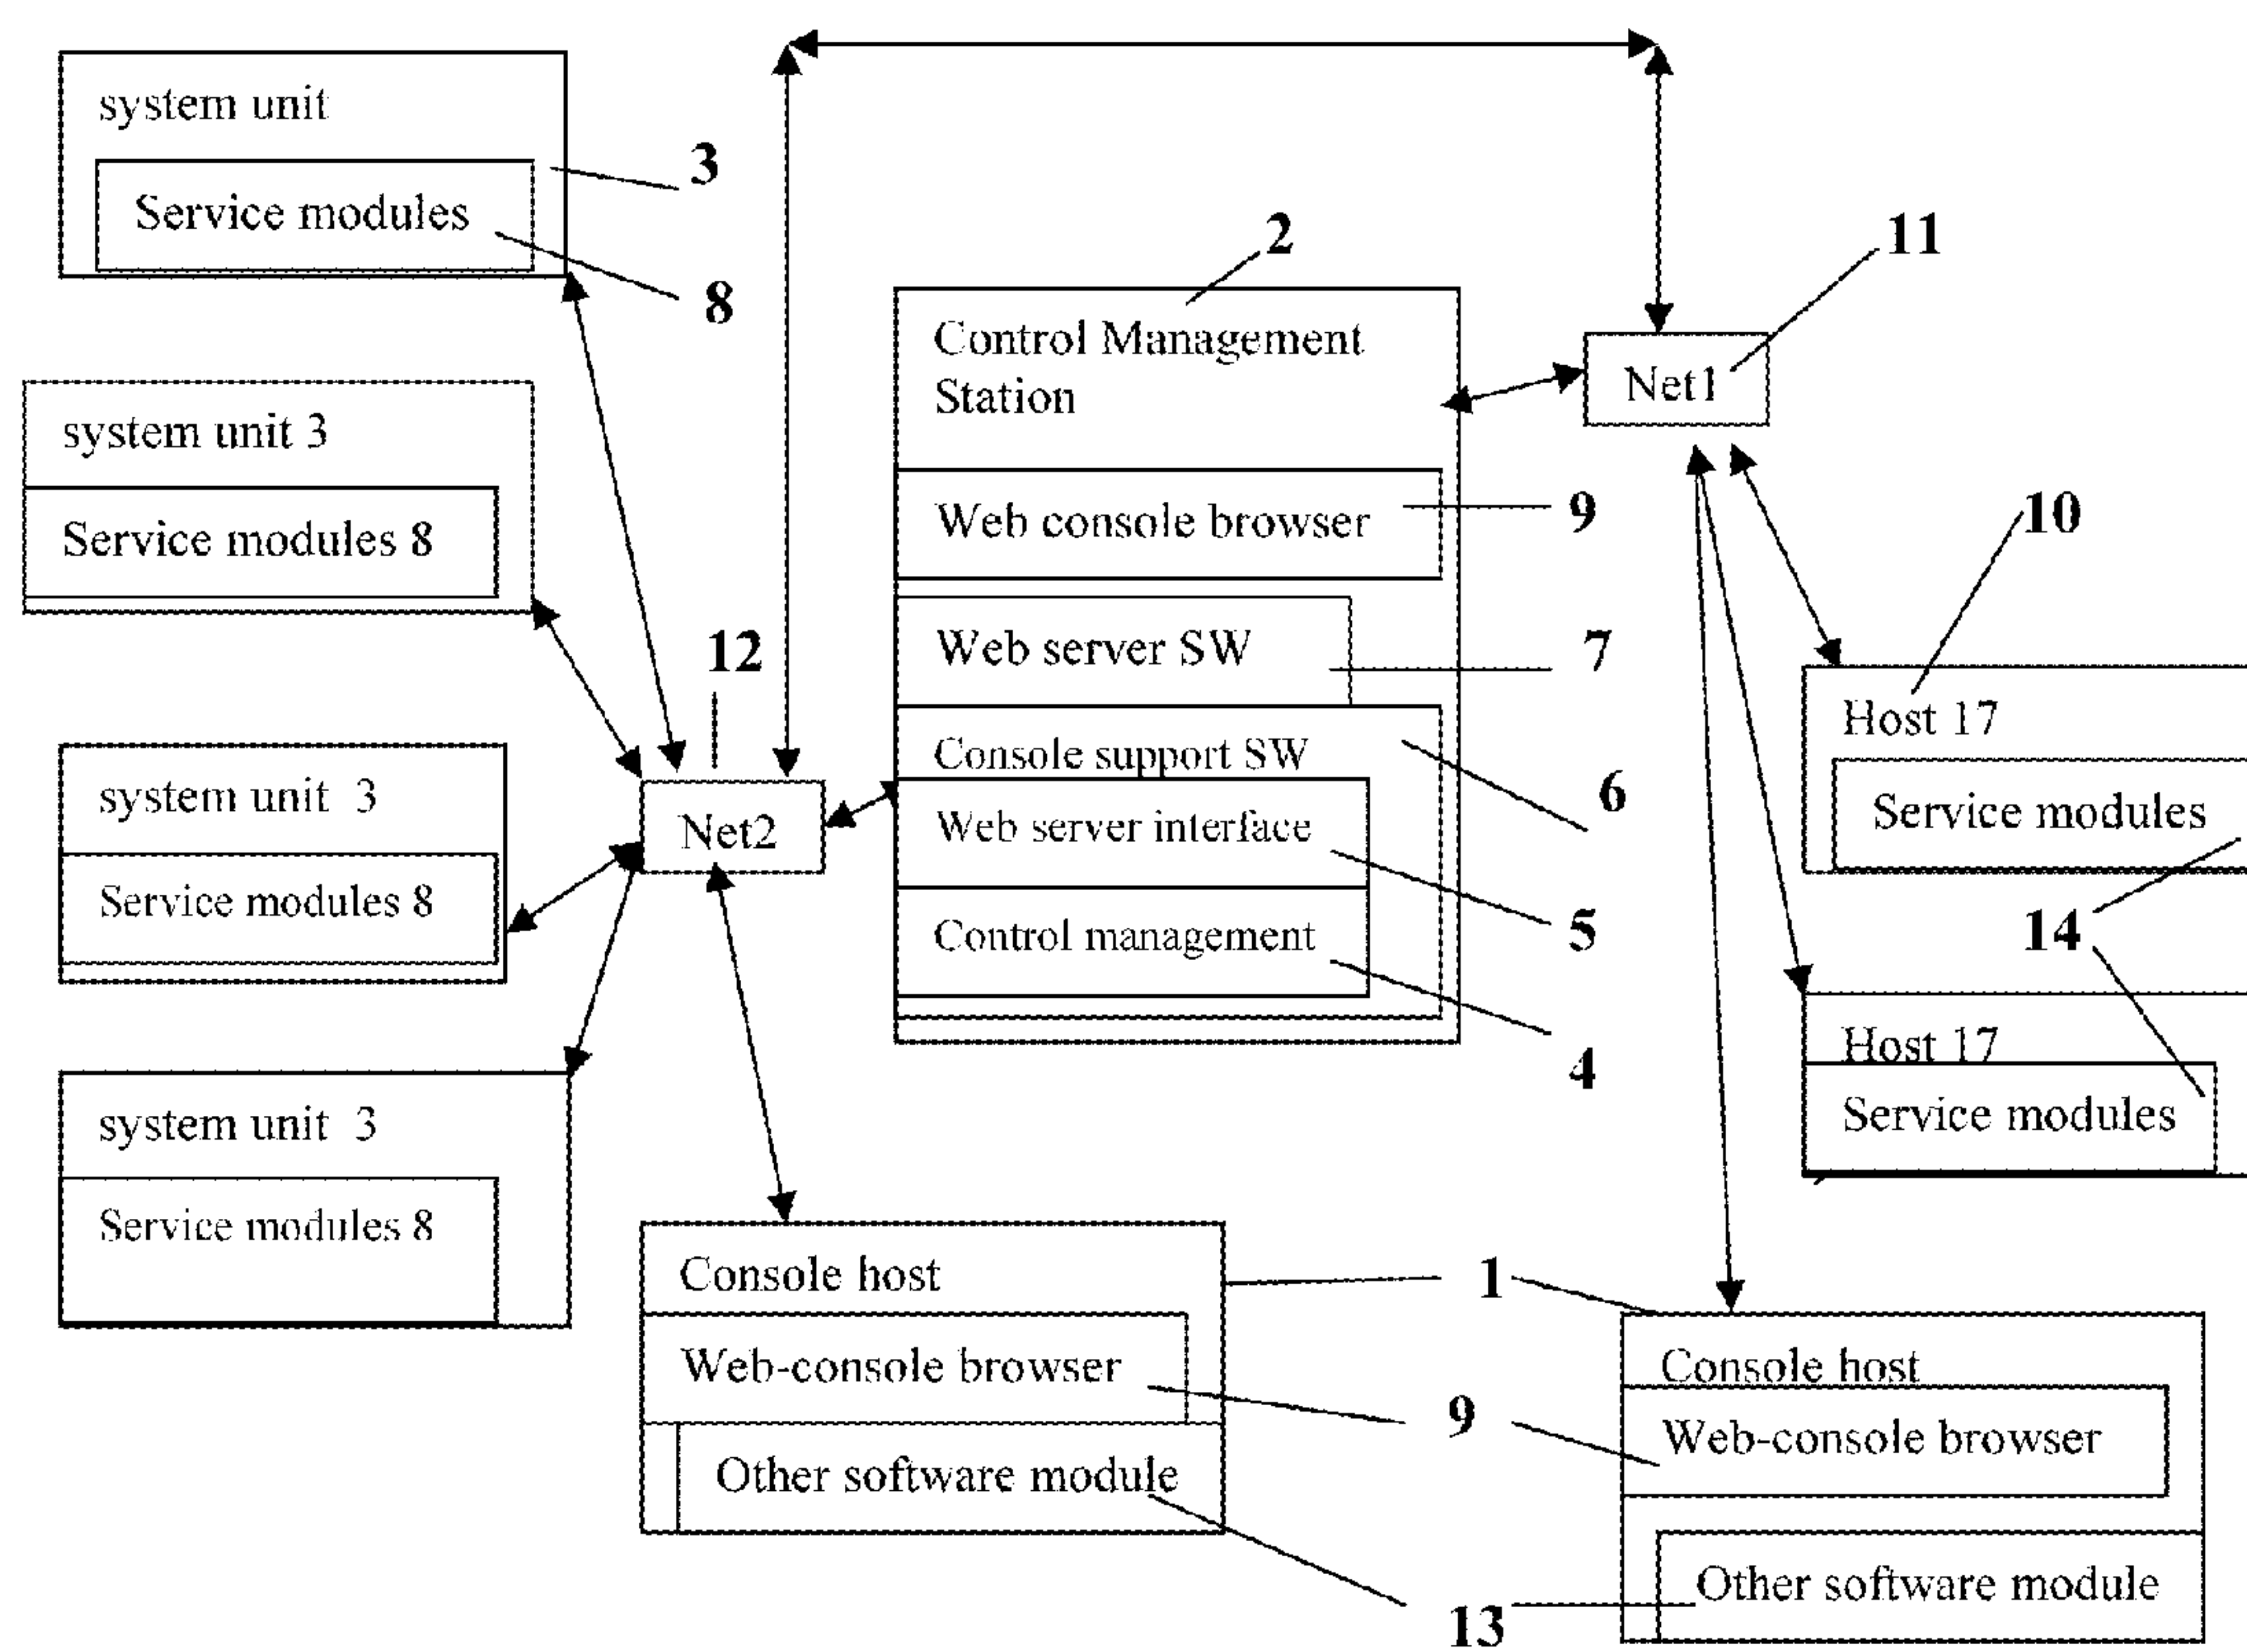 system unit
3
Service modules
8
system unit 3
Service modules 8
12
system unit 3
Service modules 8
Net2
system unit 3
Service modules 8
2
Control Management
Station
Web console browser
9
Web server SW
7
Console support SW
6
Web server interface
5
Control management
4
11
Net1
10
Host 17
Service modules
14
Host 17
Service modules
Console host
1
Web-console browser
9
Other software module
13
Console host
Web-console browser
Other software module